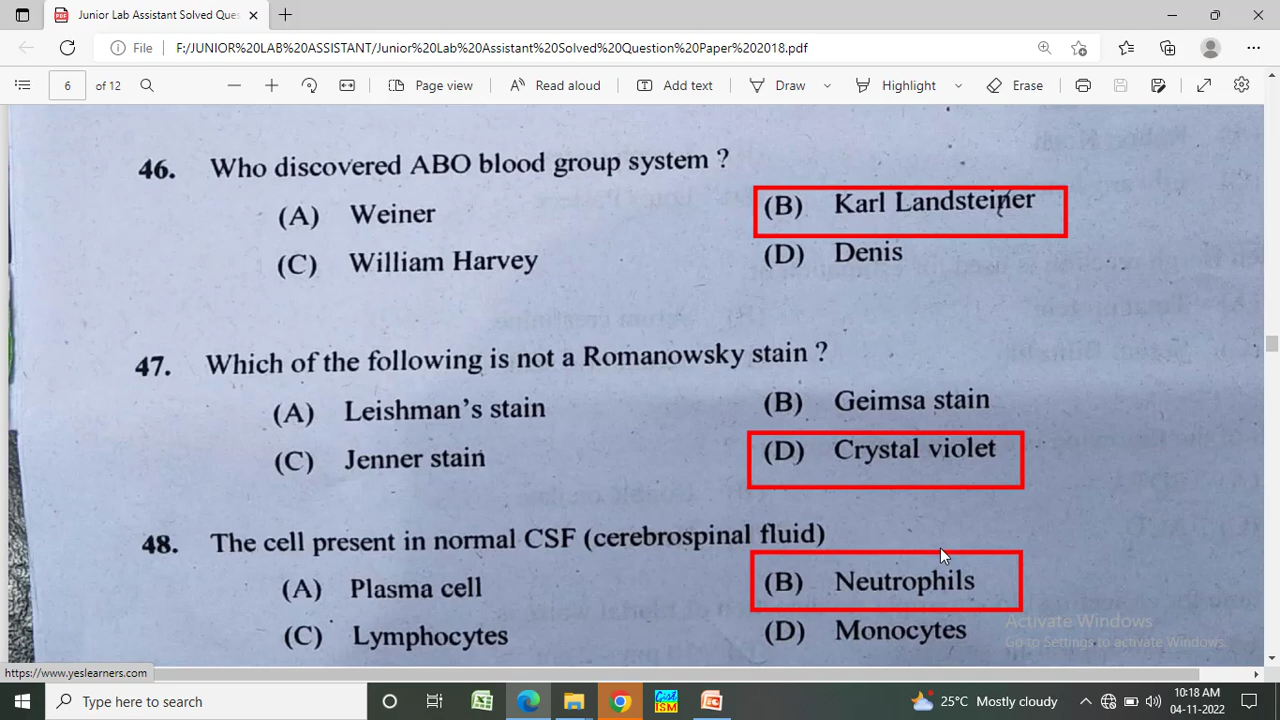 Junior Lab Assistant Solved Ques
File
F:/JUNIOR%20LAB%20ASSISTANT/Junior%20Lab%20Assistant%20Solved%20Question%20Paper%202018.pdf
6 of 12
Page view
Read aloud
Add text
Draw
Highlight
Erase
46. Who discovered ABO blood group system ?
(A) Weiner
(B) Karl Landsteiner
(C) William Harvey
(D) Denis
47. Which of the following is not a Romanowsky stain ?
(A) Leishman's stain
(B) Geimsa stain
(C) Jenner stain
(D) Crystal violet
48. The cell present in normal CSF (cerebrospinal fluid)
(A) Plasma cell
(B) Neutrophils
(C) Lymphocytes
(D) Monocytes
Activate Windows
Go to Settings to activate Windows.
https://www.yeslearners.com
Type here to search
25°C Mostly cloudy
10:18 AM
04-11-2022